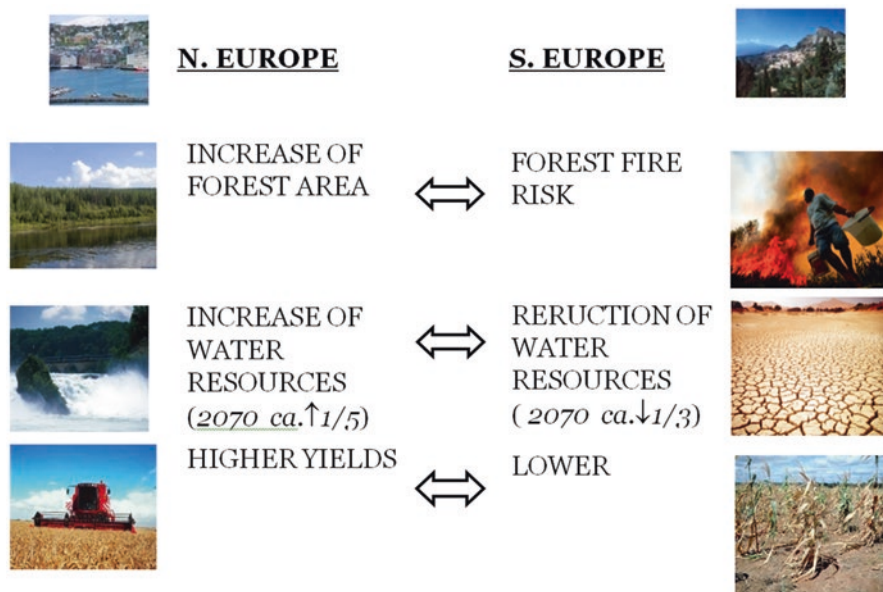 N. EUROPE
S. EUROPE
INCREASE OF
FOREST AREA
FOREST FIRE
RISK
INCREASE OF
WATER
RESOURCES
(2070 ca.↑1/5)
RERUCTION OF
WATER
RESOURCES
( 2070 ca.↓1/3)
HIGHER YIELDS
LOWER